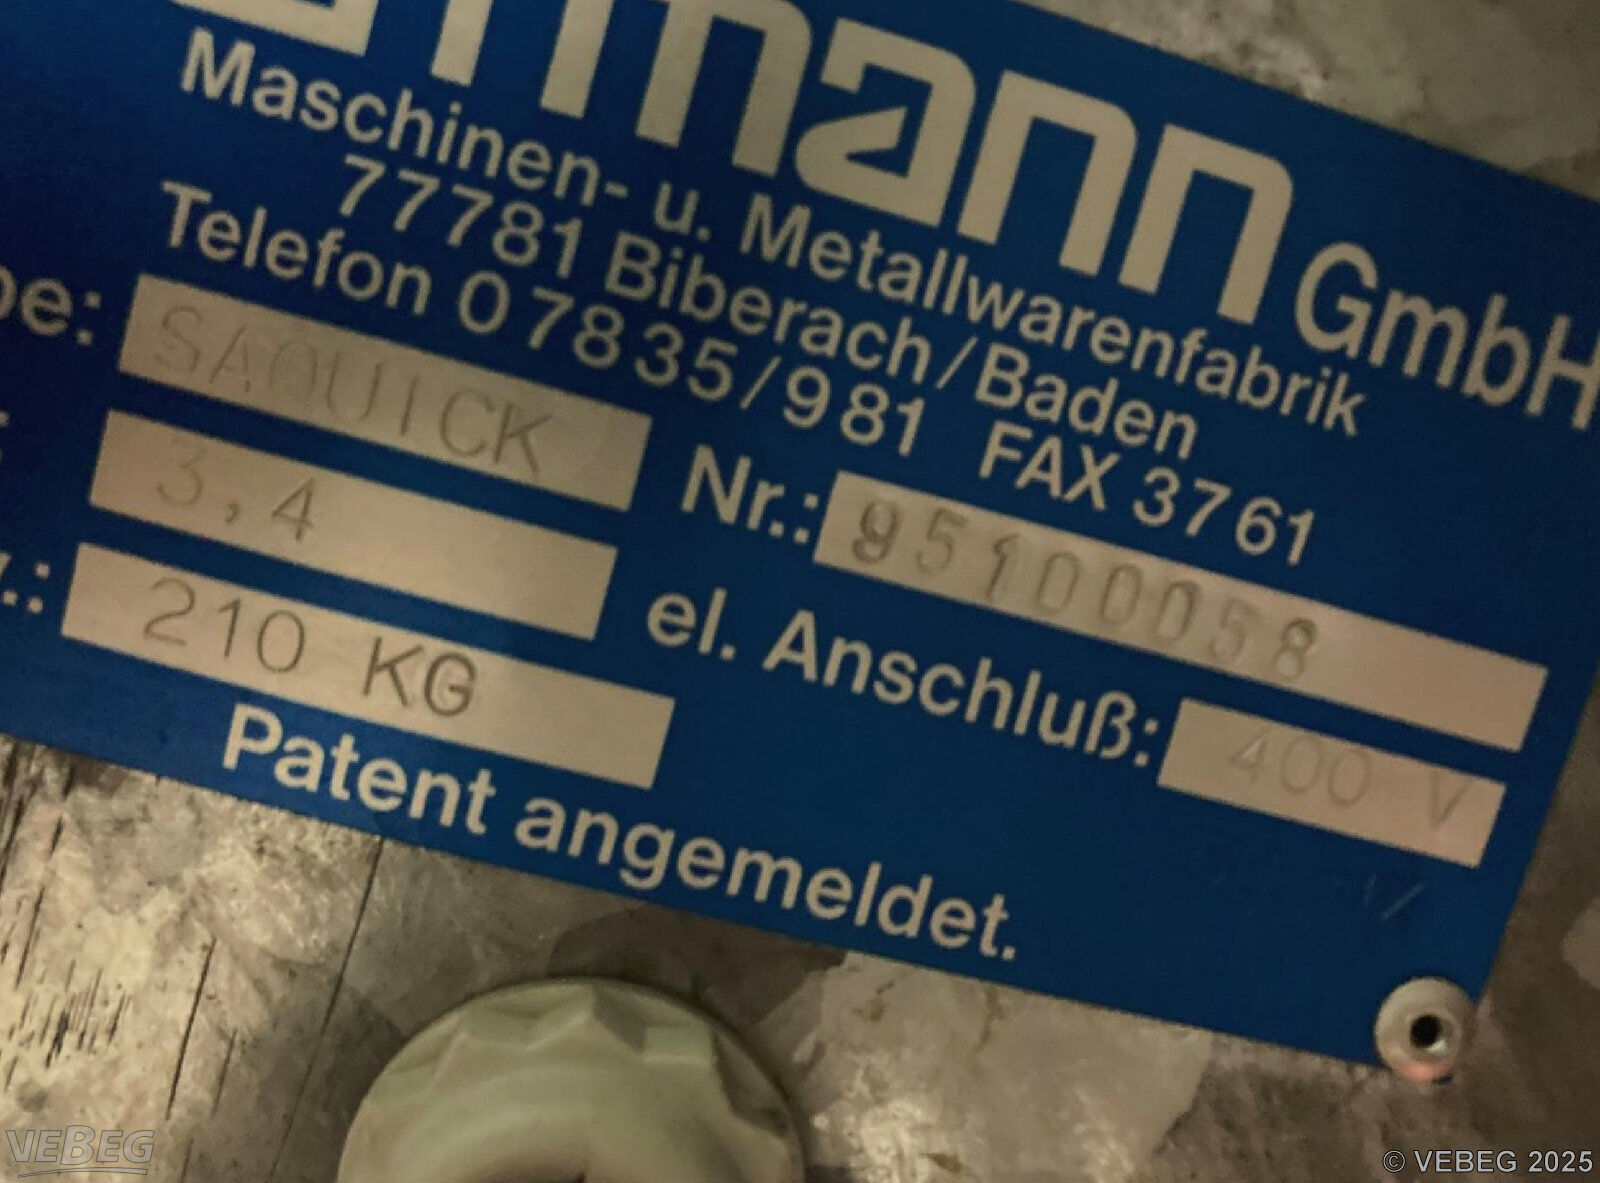 mann GmbH
Maschinen- u. Metallwarenfabrik
77781 Biberach/Baden
Telefon 07835/981 FAX 3761
SAQUICK
3,4
Nr.: 95100058
210 KG
el. Anschluß: 400 V
Patent angemeldet.
VEBEG
© VEBEG 2025